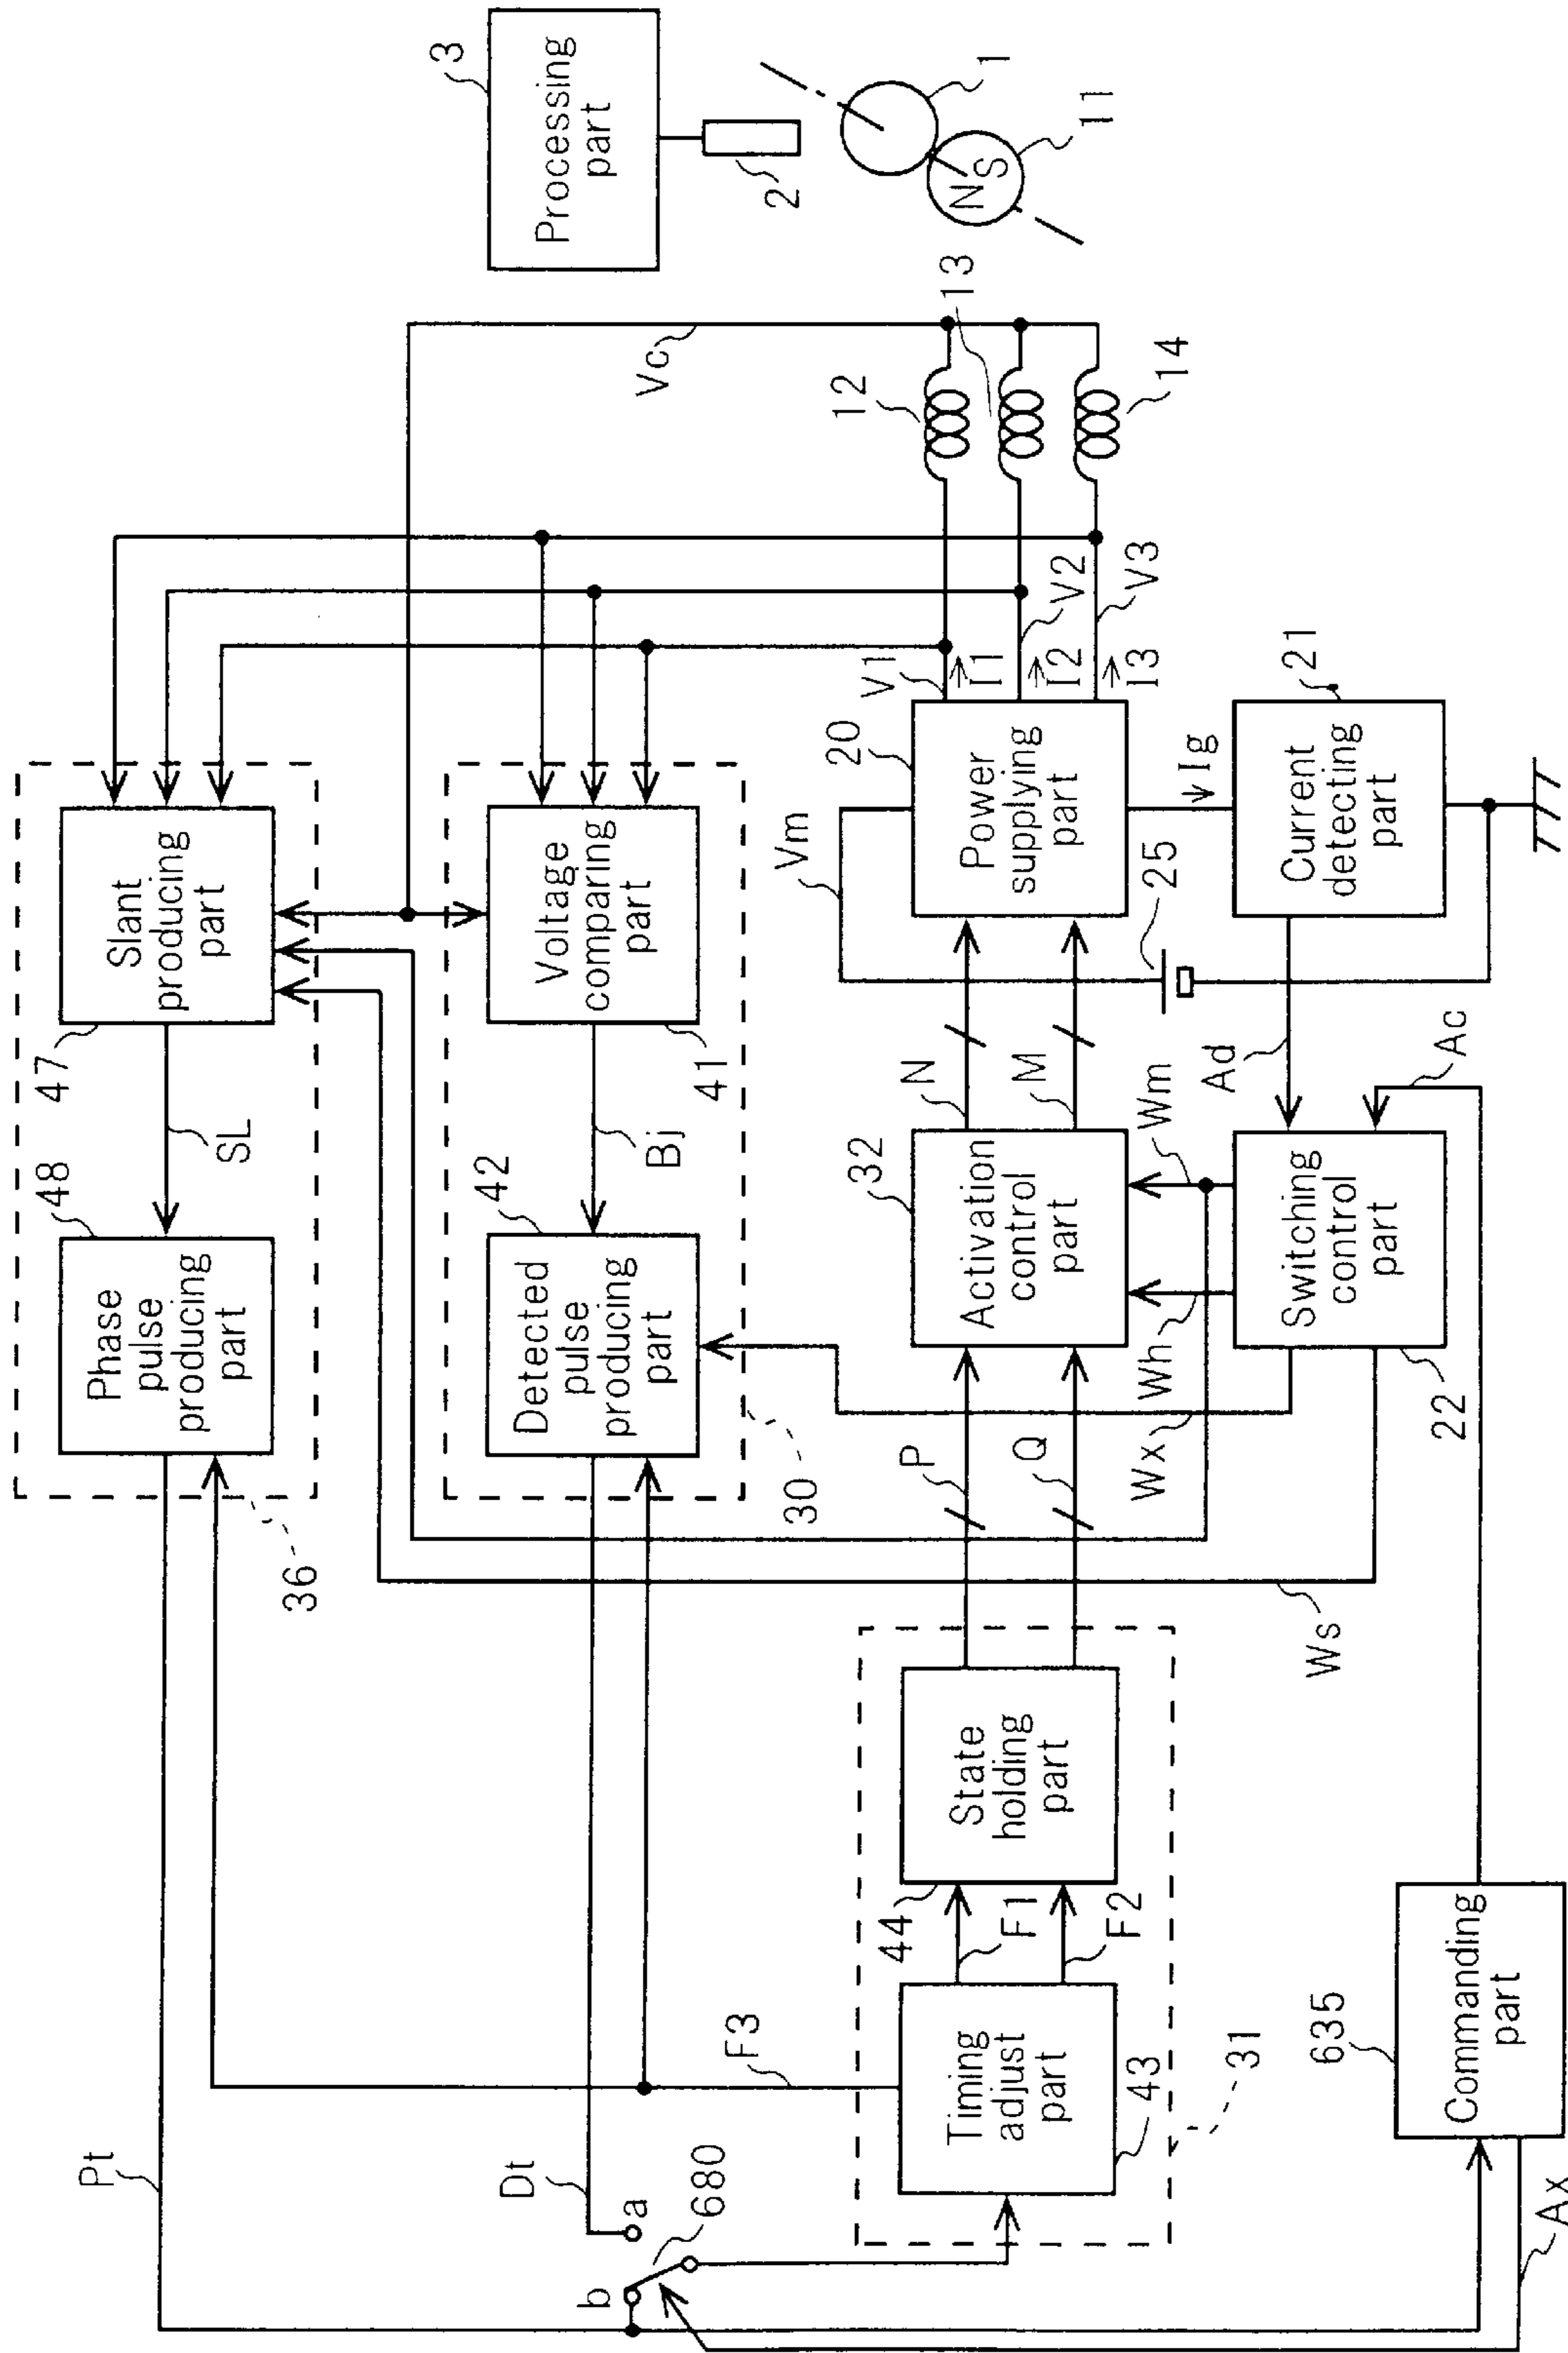 Pt
Dt
b
a
680
F3
Timing
adjust
part
43
31
F1
F2
44
State
holding
part
Commanding
part
635
Ax
Ac
36
48
Phase
pulse
producing
part
SL
47
Slant
producing
part
30
42
Detected
pulse
producing
part
Bj
41
Voltage
comparing
part
P
Q
32
Activation
control
part
N
M
Wx
Wh
Wm
Ws
22
Switching
control
part
Ad
25
Vm
20
Power
supplying
part
Ig
21
Current
detecting
part
V1
I1
V2
I2
V3
I3
Vc
12
13
14
3
Processing
part
2
1
N
S
11